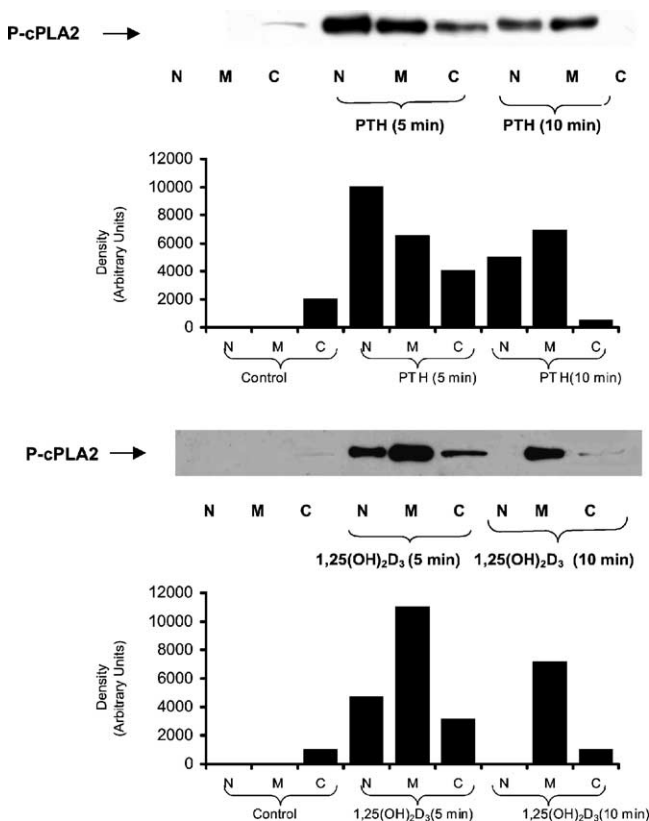 P-cPLA2
N M C N M C N M C
PTH (5 min) PTH (10 min)
Density
(Arbitrary Units)
12000
10000
8000
6000
4000
2000
0
N M C N M C N M C
Control PTH (5 min) PTH(10 min)
P-cPLA2
N M C N M C N M C
1,25(OH)₂D₃ (5 min) 1,25(OH)₂D₃ (10 min)
Density
(Arbitrary Units)
12000
10000
8000
6000
4000
2000
0
N M C N M C N M C
Control 1,25(OH)₂D₃(5 min) 1,25(OH)₂D₃(10 min)